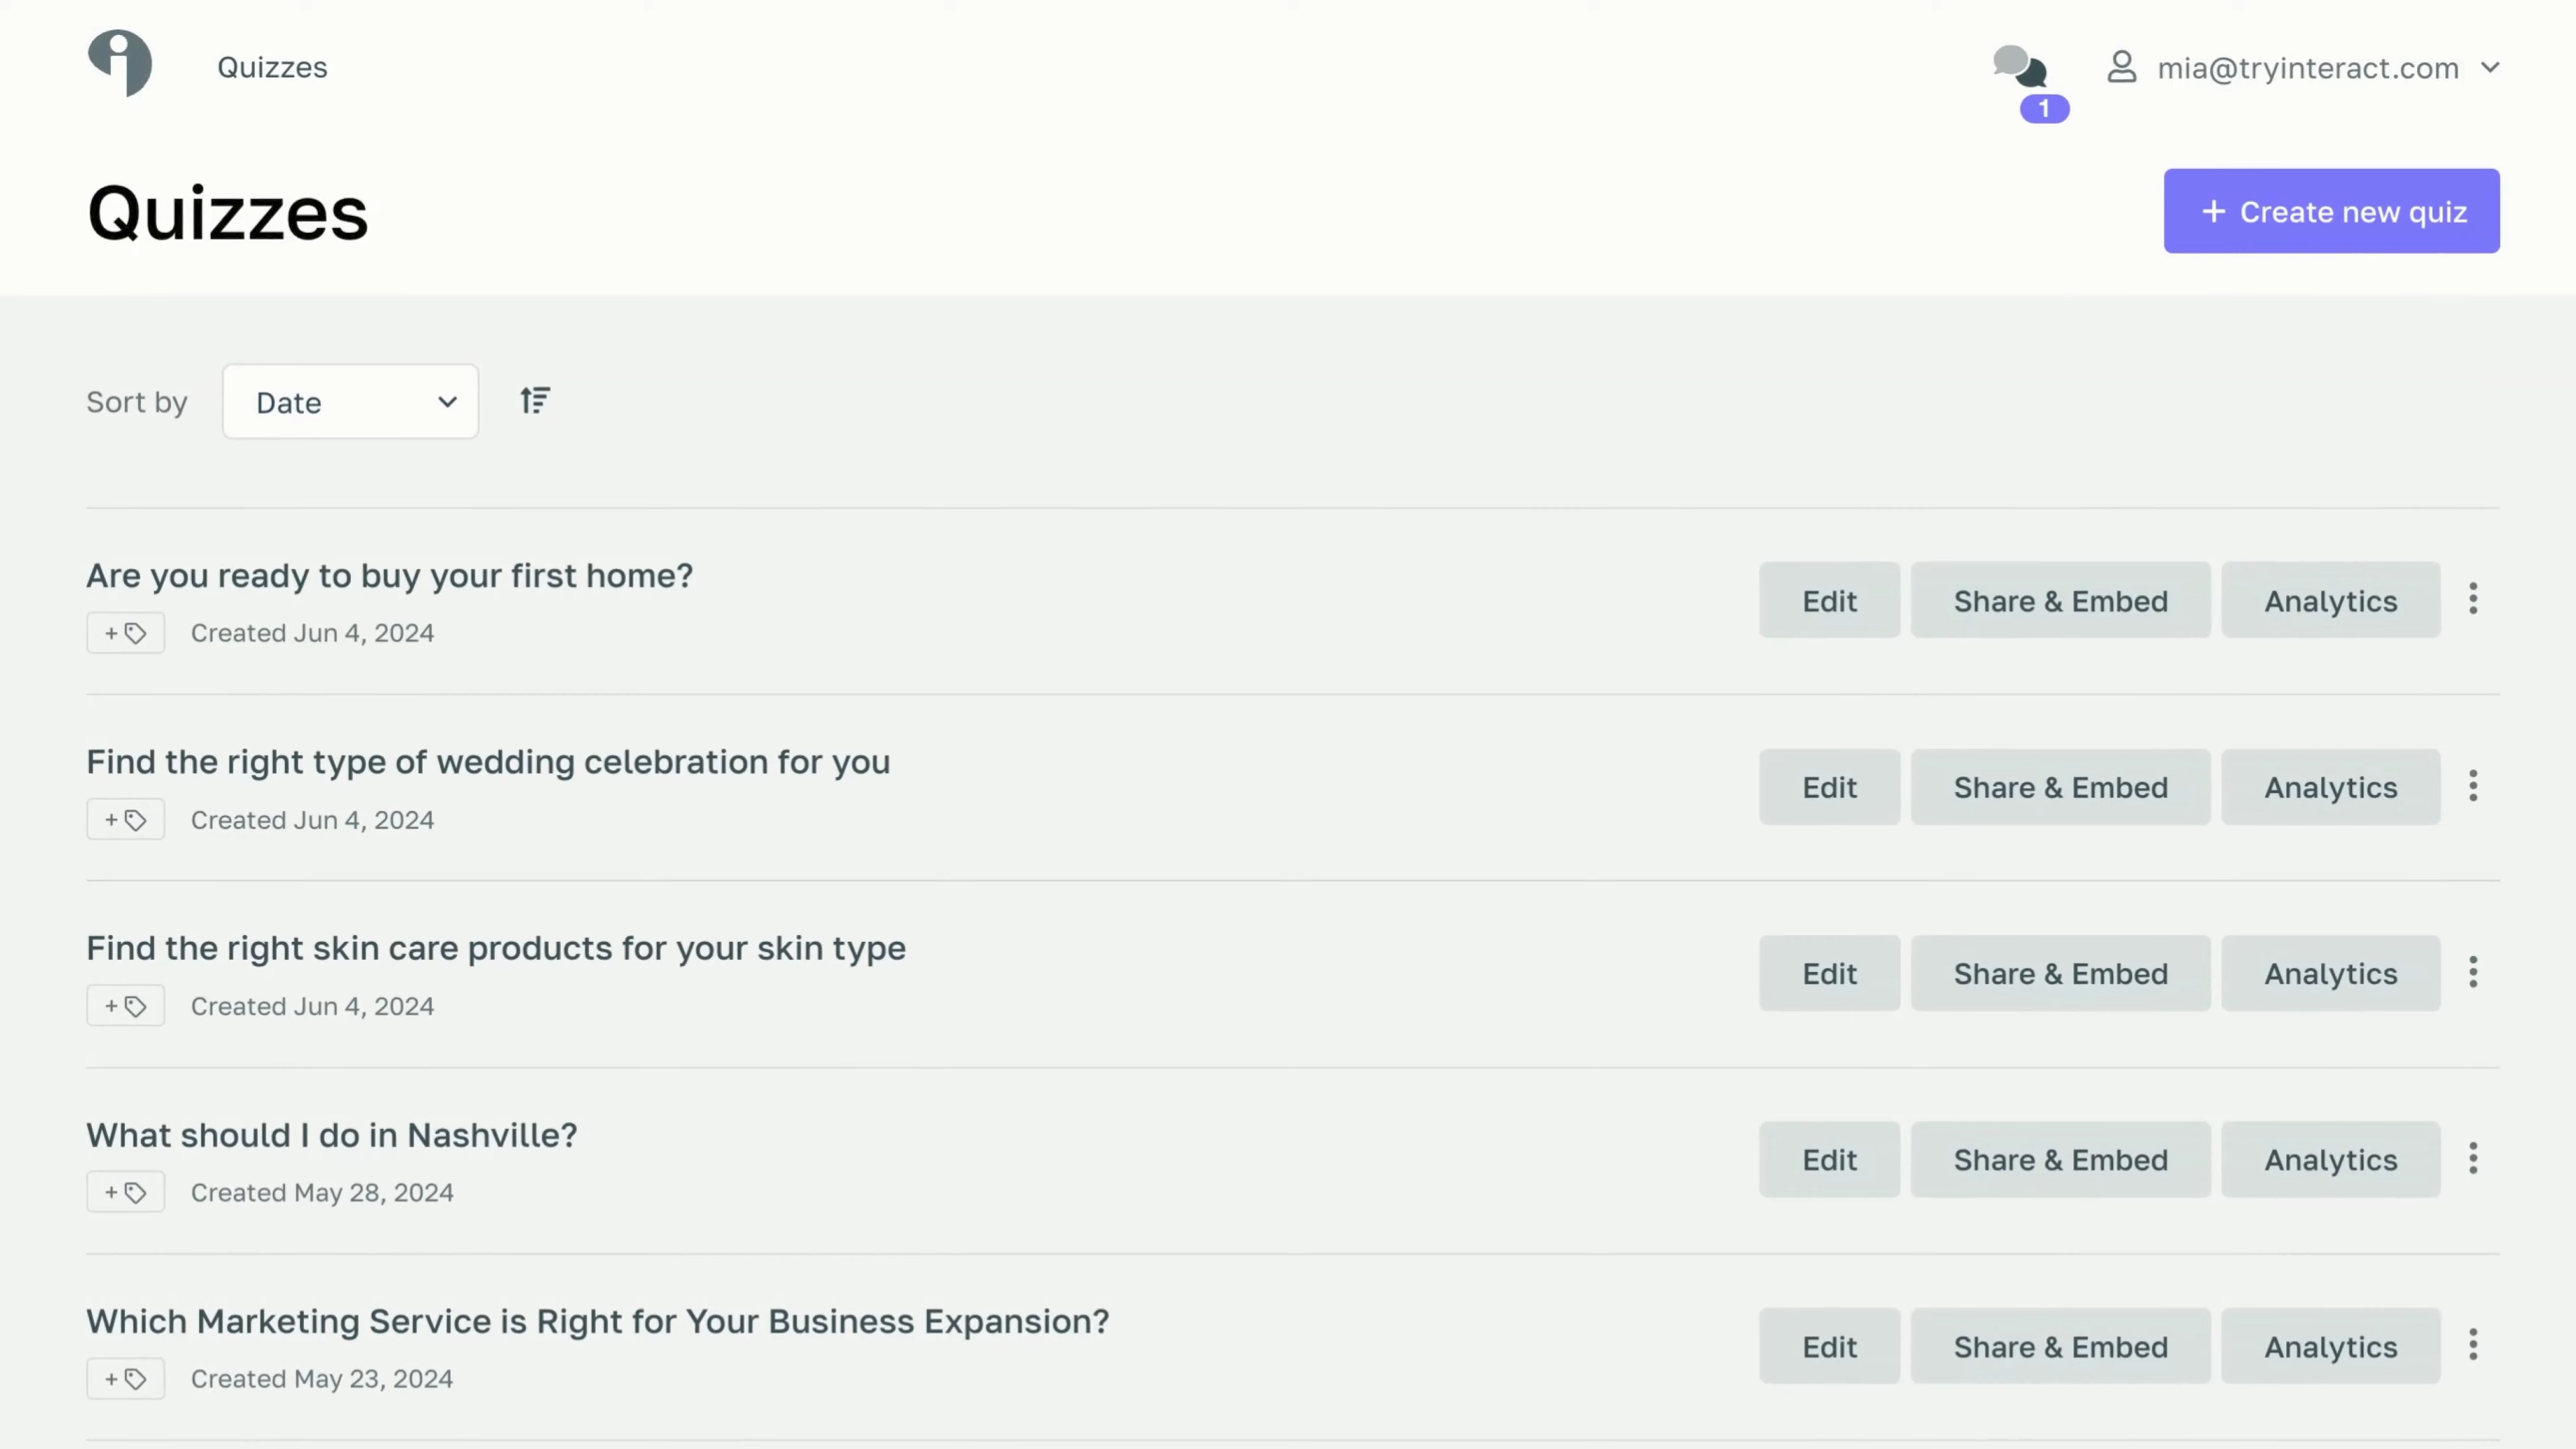 Quizzes
mia@tryinteract.com
1
Quizzes
+ Create new quiz
Sort by
Date
Are you ready to buy your first home?
Edit
Share & Embed
Analytics
+
Created Jun 4, 2024
Find the right type of wedding celebration for you
Edit
Share & Embed
Analytics
+
Created Jun 4, 2024
Find the right skin care products for your skin type
Edit
Share & Embed
Analytics
+
Created Jun 4, 2024
What should I do in Nashville?
Edit
Share & Embed
Analytics
+
Created May 28, 2024
Which Marketing Service is Right for Your Business Expansion?
Edit
Share & Embed
Analytics
+
Created May 23, 2024